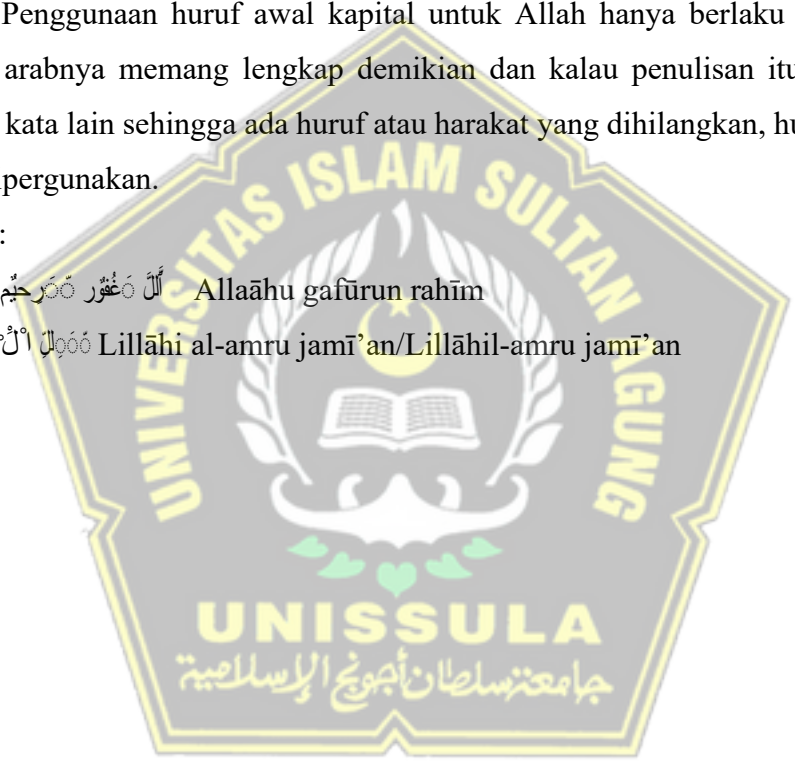 Penggunaan huruf awal kapital untuk Allah hanya berlaku
arabnya memang lengkap demikian dan kalau penulisan itu
kata lain sehingga ada huruf atau harakat yang dihilangkan, hu
pergunakan.
:
Allaāhu gafūrun rahīm
Lillāhi al-amru jamī’an/Lillāhil-amru jamī’an
UNIVERSITAS ISLAM SULTAN AGUNG
UNISSULA
جامعة سلطان أجونج الإسلامية